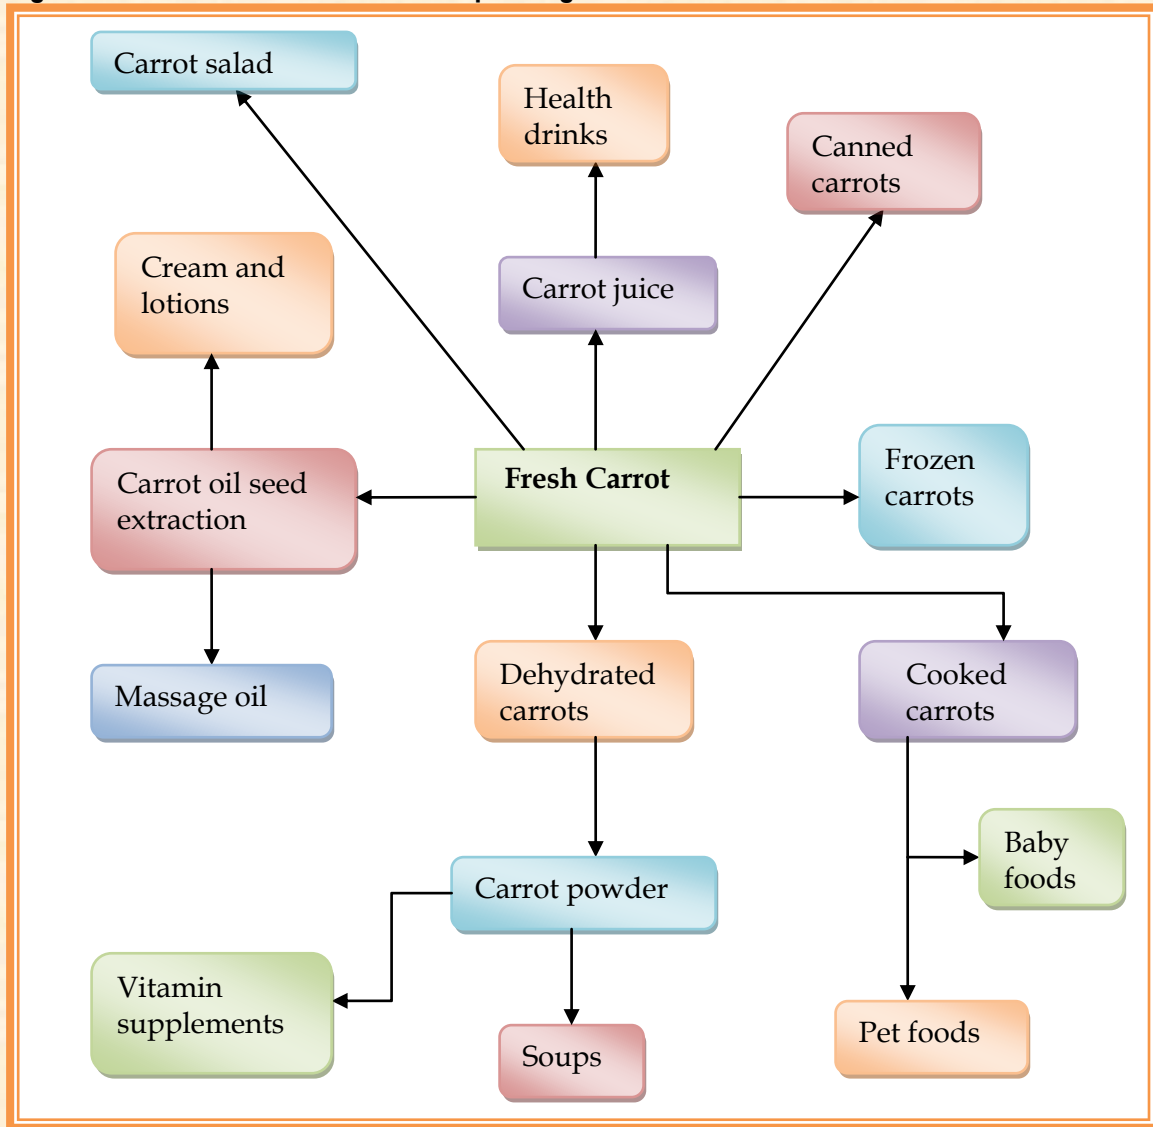 Carrot salad
Health
drinks
Canned
carrots
Cream and
lotions
Carrot juice
Fresh Carrot
Frozen
carrots
Carrot oil seed
extraction
Massage oil
Dehydrated
carrots
Cooked
carrots
Baby
foods
Carrot powder
Vitamin
supplements
Soups
Pet foods